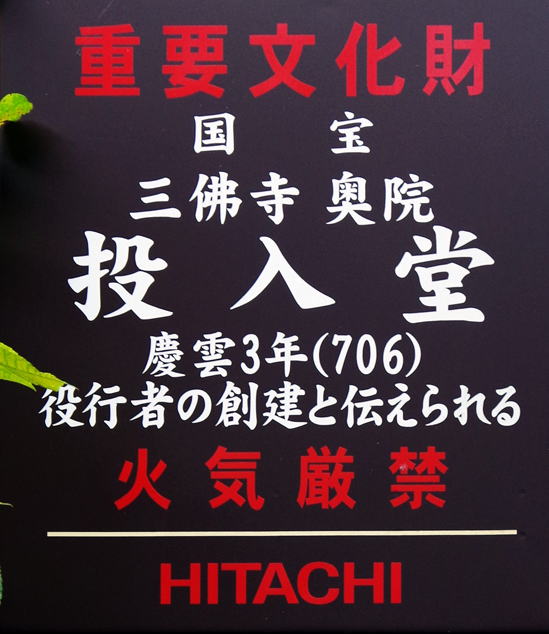 重要文化財
国 宝
三佛寺 奥院
投入堂
慶雲3年(706)
役行者の創建と伝えられる
火気厳禁
HITACHI